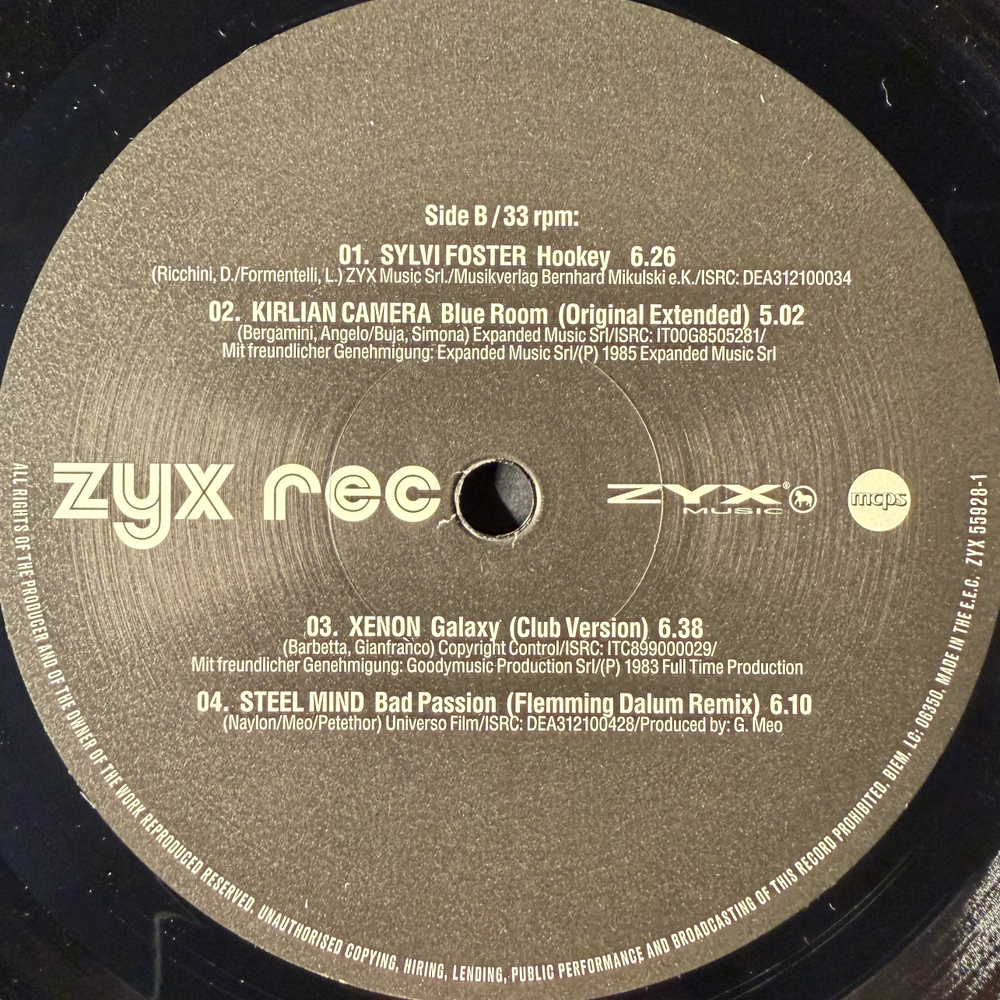 Side B / 33 rpm:
01. SYLVI FOSTER Hookey 6.26
(Ricchini, D./Formentelli, L.) ZYX Music Srl./Musikverlag Bernhard Mikulski e.K./ISRC: DEA312100034
02. KIRLIAN CAMERA Blue Room (Original Extended) 5.02
(Bergamini, Angelo/Buja, Simona) Expanded Music Srl/ISRC: IT00G8505281/
Mit freundlicher Genehmigung: Expanded Music Srl/(P) 1985 Expanded Music Srl
zyx rec
ZYX®
MUSIC
mcps
03. XENON Galaxy (Club Version) 6.38
(Barbetta, Gianfranco) Copyright Control/ISRC: ITC899000029/
Mit freundlicher Genehmigung: Goodymusic Production Srl/(P) 1983 Full Time Production
04. STEEL MIND Bad Passion (Flemming Dalum Remix) 6.10
(Naylon/Meo/Petethor) Universo Film/ISRC: DEA312100428/Produced by: G. Meo
ALL RIGHTS OF THE PRODUCER AND OF THE OWNER OF THE WORK REPRODUCED RESERVED. UNAUTHORISED COPYING, HIRING, LENDING, PUBLIC PERFORMANCE AND BROADCASTING OF THIS RECORD PROHIBITED. BIEM. LC: 06350. MADE IN THE E.E.C. ZYX 55928-1